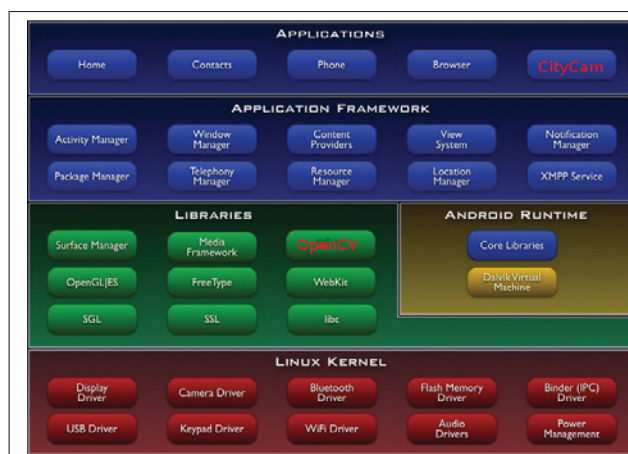 APPLICATIONS
Home Contacts Phone Browser CityCam
APPLICATION FRAMEWORK
Activity Manager Window Manager Content Providers View System Notification Manager
Package Manager Telephony Manager Resource Manager Location Manager XMPP Service
LIBRARIES
Surface Manager Media Framework OpenCV
OpenGL|ES FreeType WebKit
SGL SSL libc
ANDROID RUNTIME
Core Libraries
Dalvik Virtual Machine
LINUX KERNEL
Display Driver Camera Driver Bluetooth Driver Flash Memory Driver Binder (IPC) Driver
USB Driver Keypad Driver WiFi Driver Audio Drivers Power Management